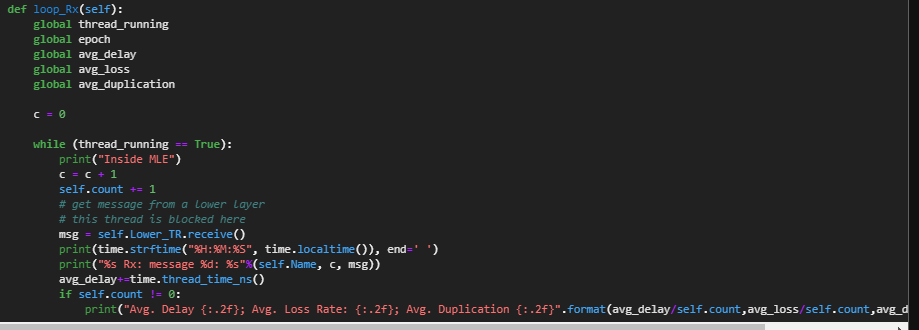 def loop_Rx(self):
    global thread_running
    global epoch
    global avg_delay
    global avg_loss
    global avg_duplication

    c = 0

    while (thread_running == True):
        print("Inside MLE")
        c = c + 1
        self.count += 1
        # get message from a lower layer
        # this thread is blocked here
        msg = self.Lower_TR.receive()
        print(time.strftime("%H:%M:%S", time.localtime()), end=' ')
        print("%s Rx: message %d: %s"%(self.Name, c, msg))
        avg_delay+=time.thread_time_ns()
        if self.count != 0:
            print("Avg. Delay {:.2f}; Avg. Loss Rate: {:.2f}; Avg. Duplication {:.2f}".format(avg_delay/self.count,avg_loss/self.count,avg_d